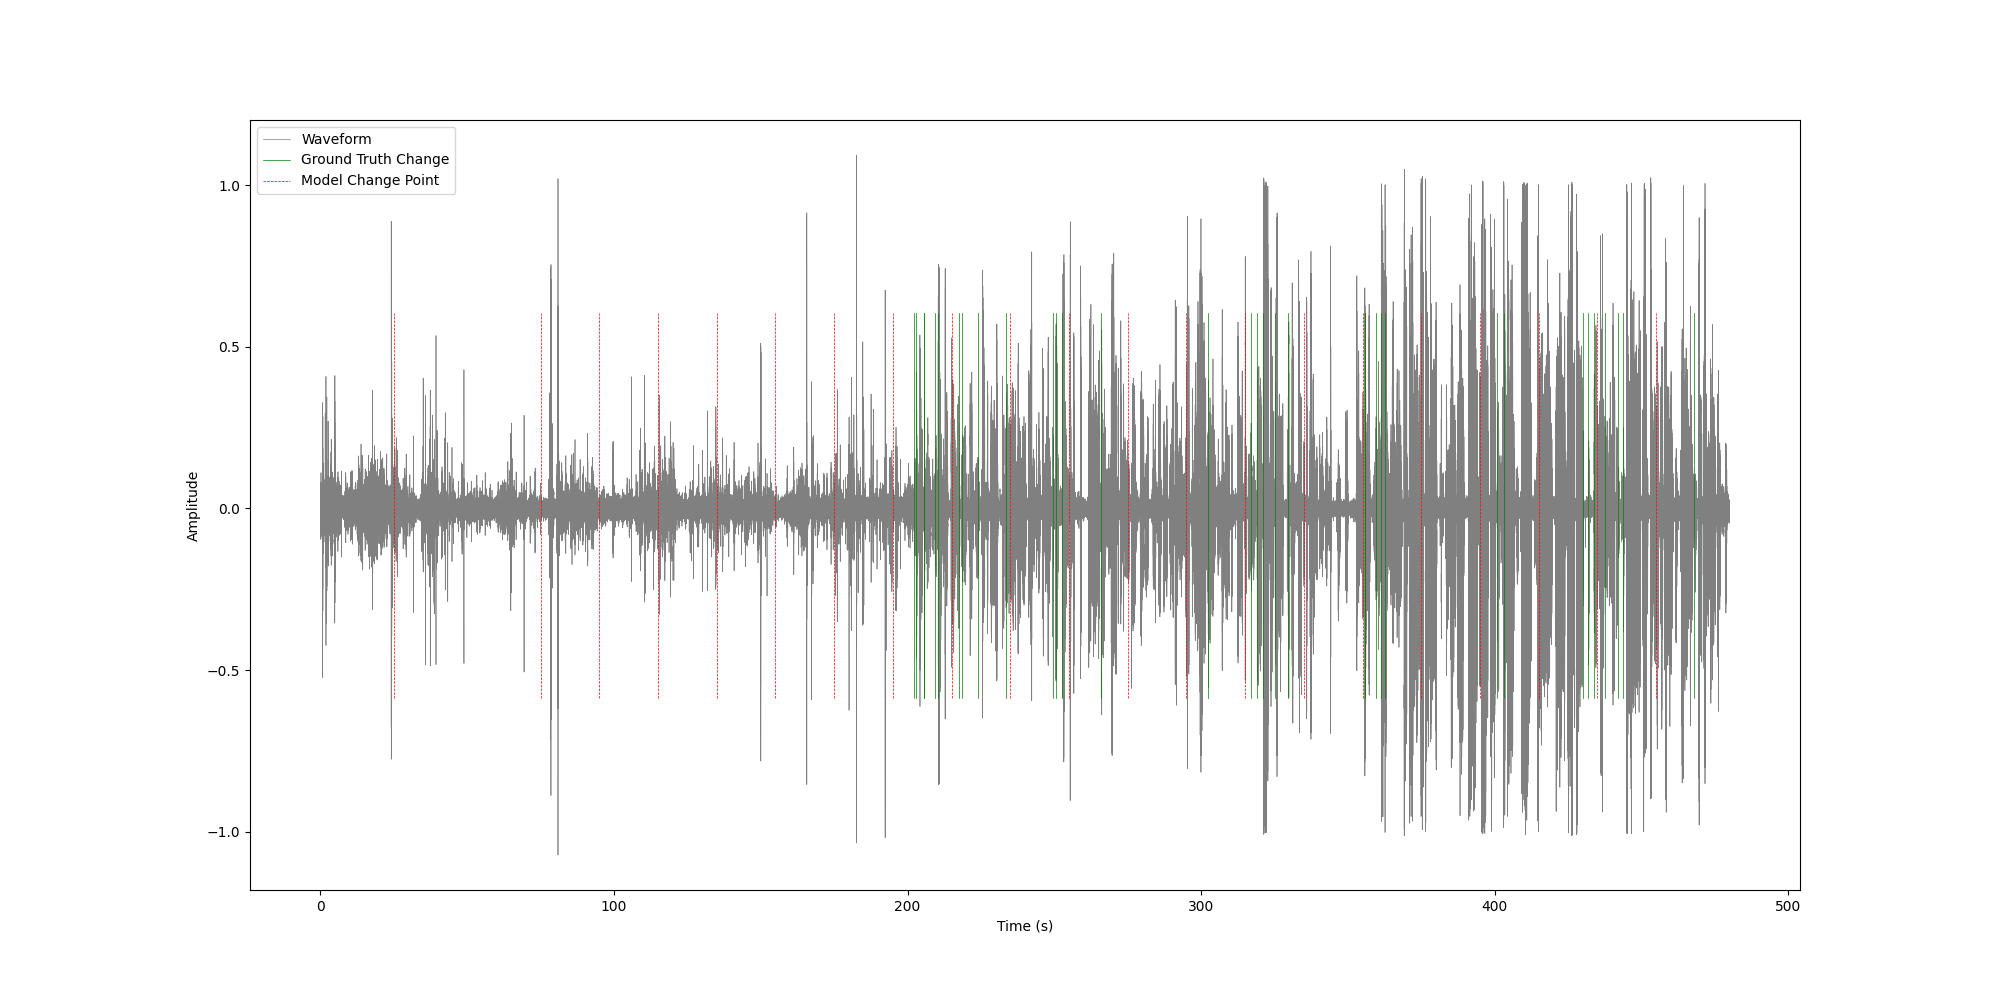 Waveform
Ground Truth Change
Model Change Point
1.0
0.5
0.0
−0.5
−1.0
Amplitude
0 100 200 300 400 500
Time (s)